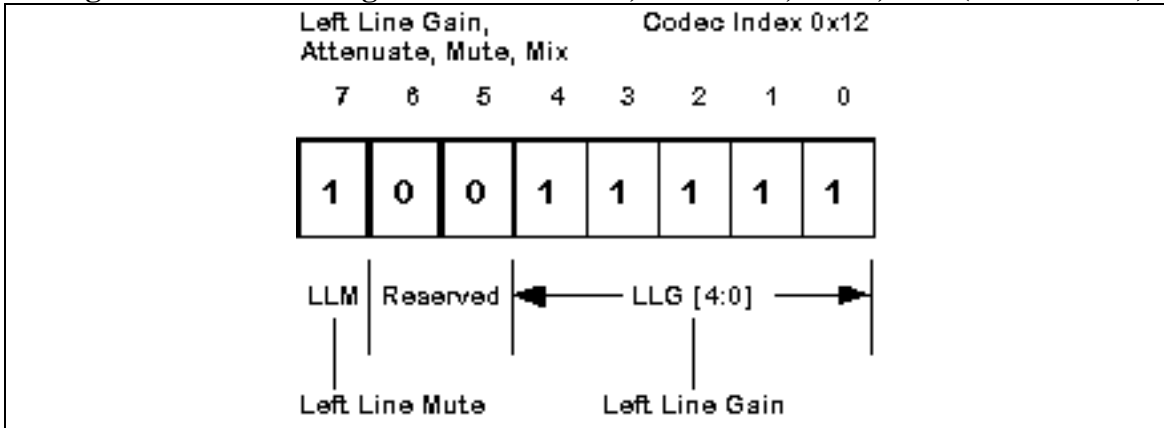 Left Line Gain, Codec Index 0x12
Attenuate, Mute, Mix
7 6 5 4 3 2 1 0
1 0 0 1 1 1 1 1
LLM Reserved LLG [4:0]
Left Line Mute Left Line Gain